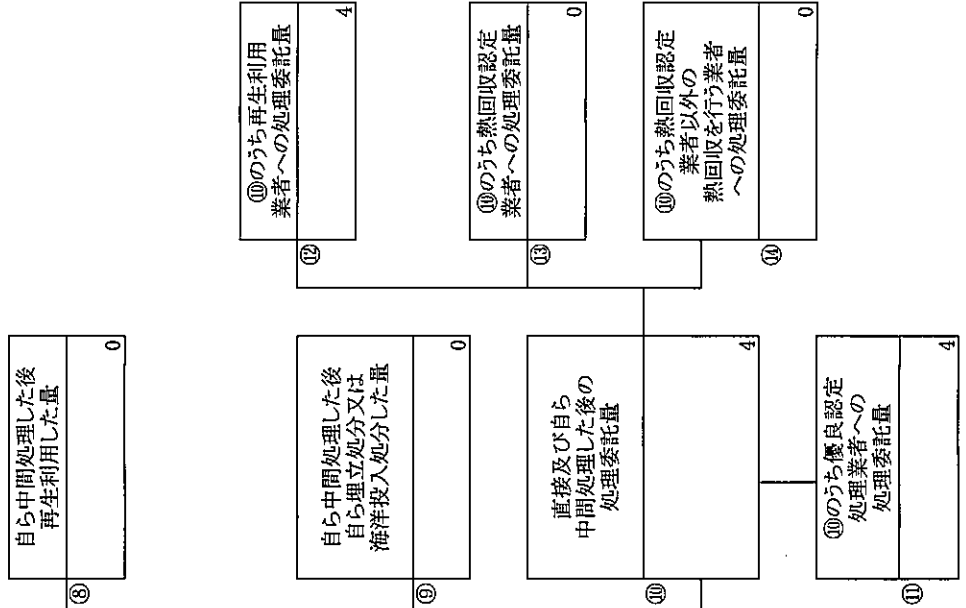 ⑧
自ら中間処理した後
再生利用した量
0
⑨
自ら中間処理した後
自ら埋立処分又は
海洋投入処分した量
0
⑩
直接及び自ら
中間処理した後の
処理委託量
4
⑪
⑩のうち優良認定
処理業者への
処理委託量
4
⑫
⑩のうち再生利用
業者への処理委託量
4
⑬
⑩のうち熱回収認定
業者への処理委託量
0
⑭
⑩のうち熱回収認定
業者以外の
熱回収を行う業者
への処理委託量
0